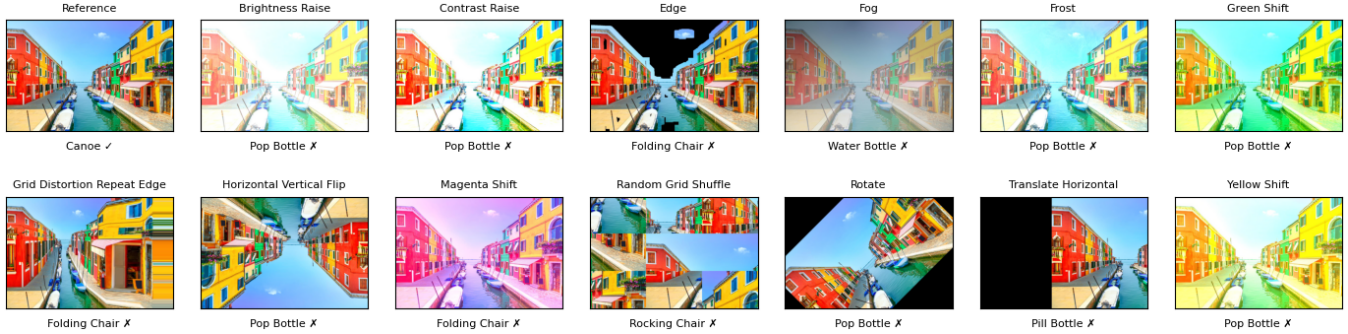 Reference Brightness Raise Contrast Raise Edge Fog Frost Green Shift
Canoe ✓ Pop Bottle ✗ Pop Bottle ✗ Folding Chair ✗ Water Bottle ✗ Pop Bottle ✗ Pop Bottle ✗
Grid Distortion Repeat Edge Horizontal Vertical Flip Magenta Shift Random Grid Shuffle Rotate Translate Horizontal Yellow Shift
Folding Chair ✗ Pop Bottle ✗ Folding Chair ✗ Rocking Chair ✗ Pop Bottle ✗ Pill Bottle ✗ Pop Bottle ✗